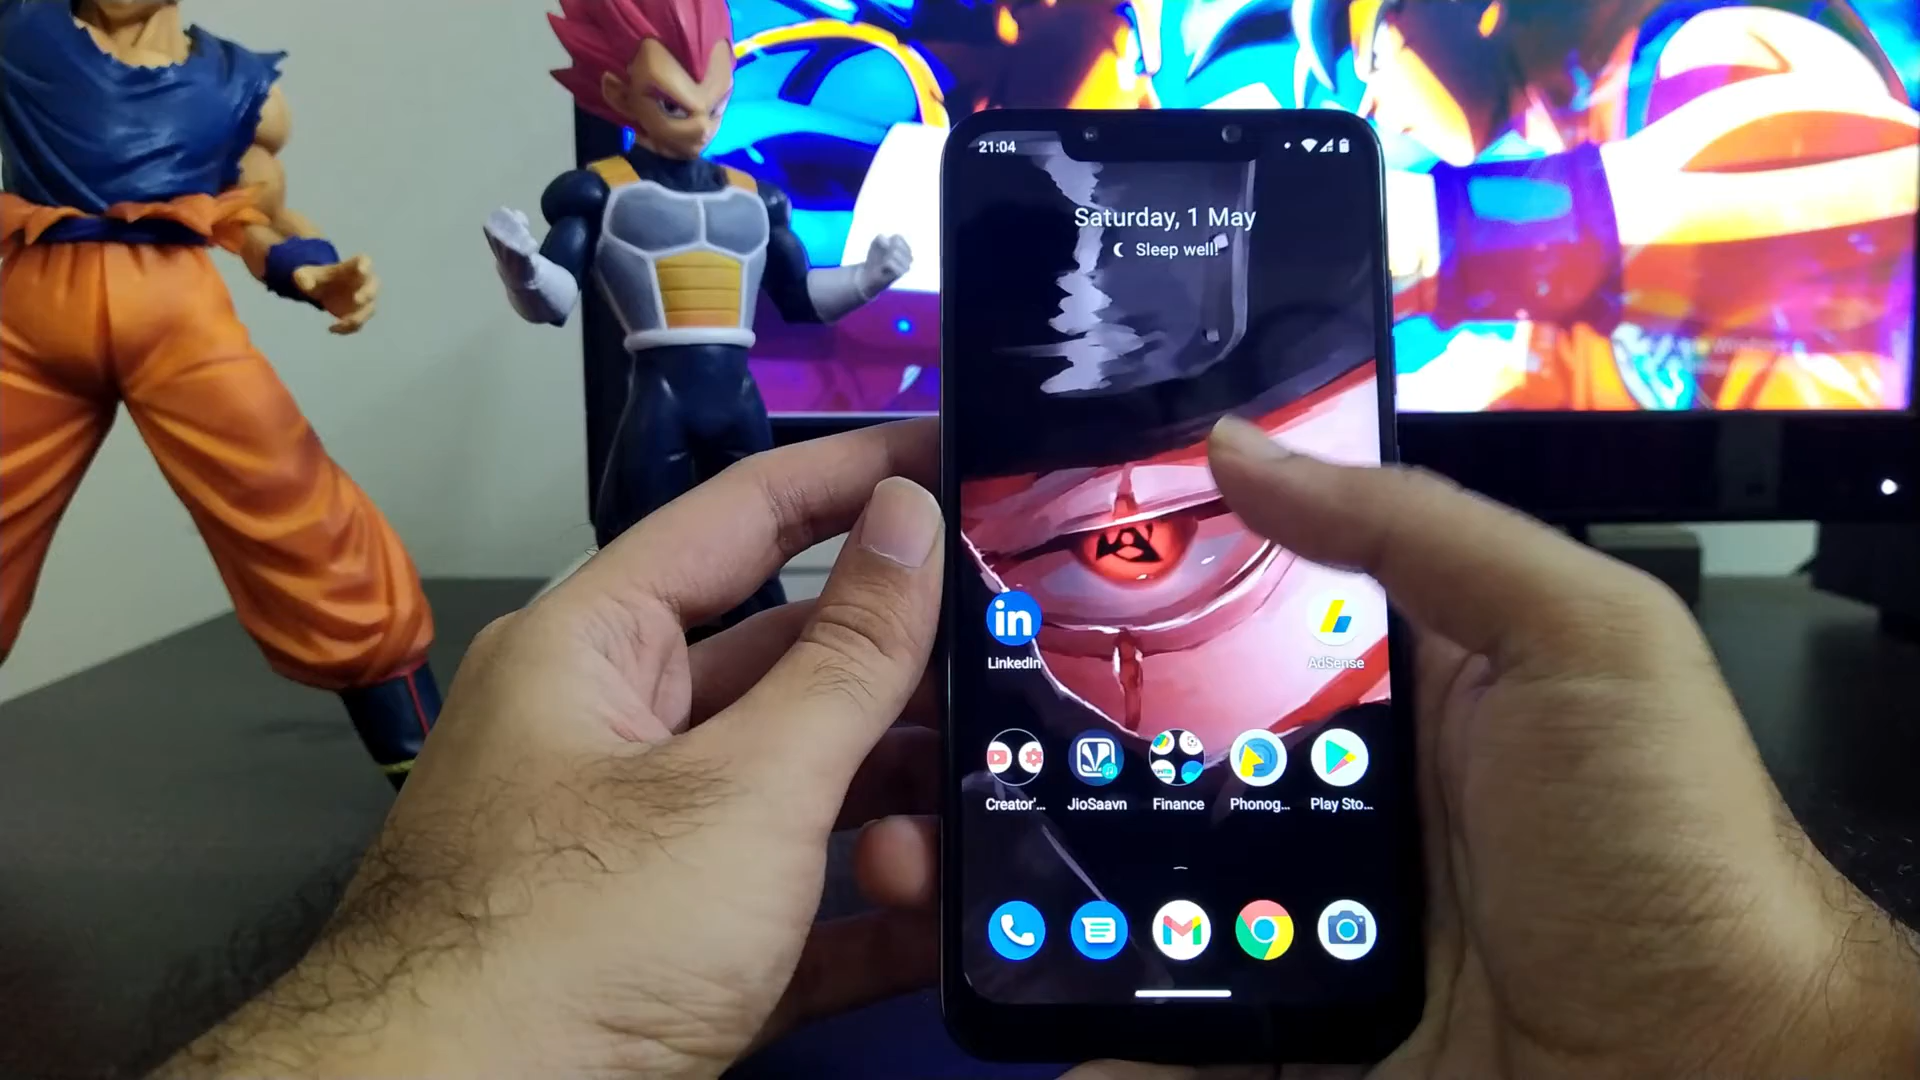 21:04
Saturday, 1 May
Sleep well!
in
LinkedIn
AdSense
Creator'...
JioSaavn
Finance
Phonog...
Play Sto...